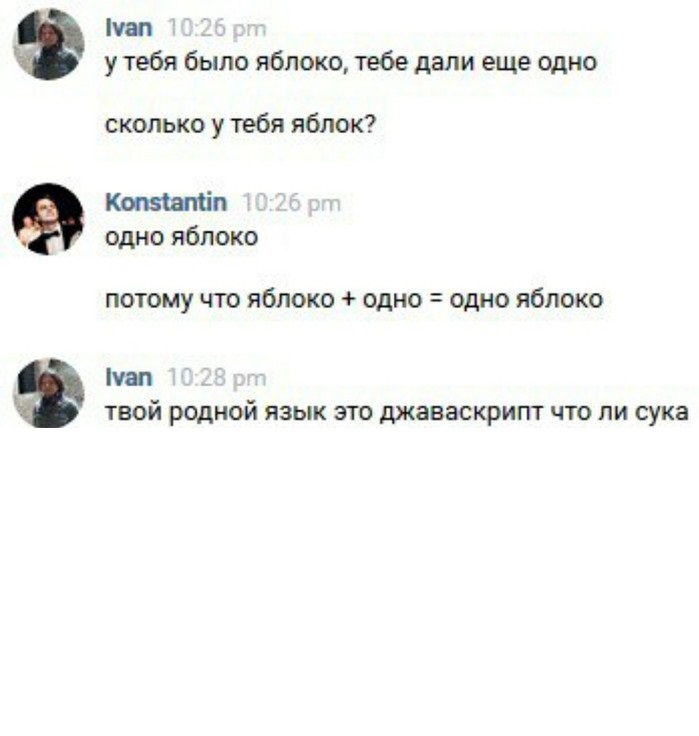 Ivan 10:26 pm
у тебя было яблоко, тебе дали еще одно
сколько у тебя яблок?
Konstantin 10:26 pm
одно яблоко
потому что яблоко + одно = одно яблоко
Ivan 10:28 pm
твой родной язык это джаваскрипт что ли сука